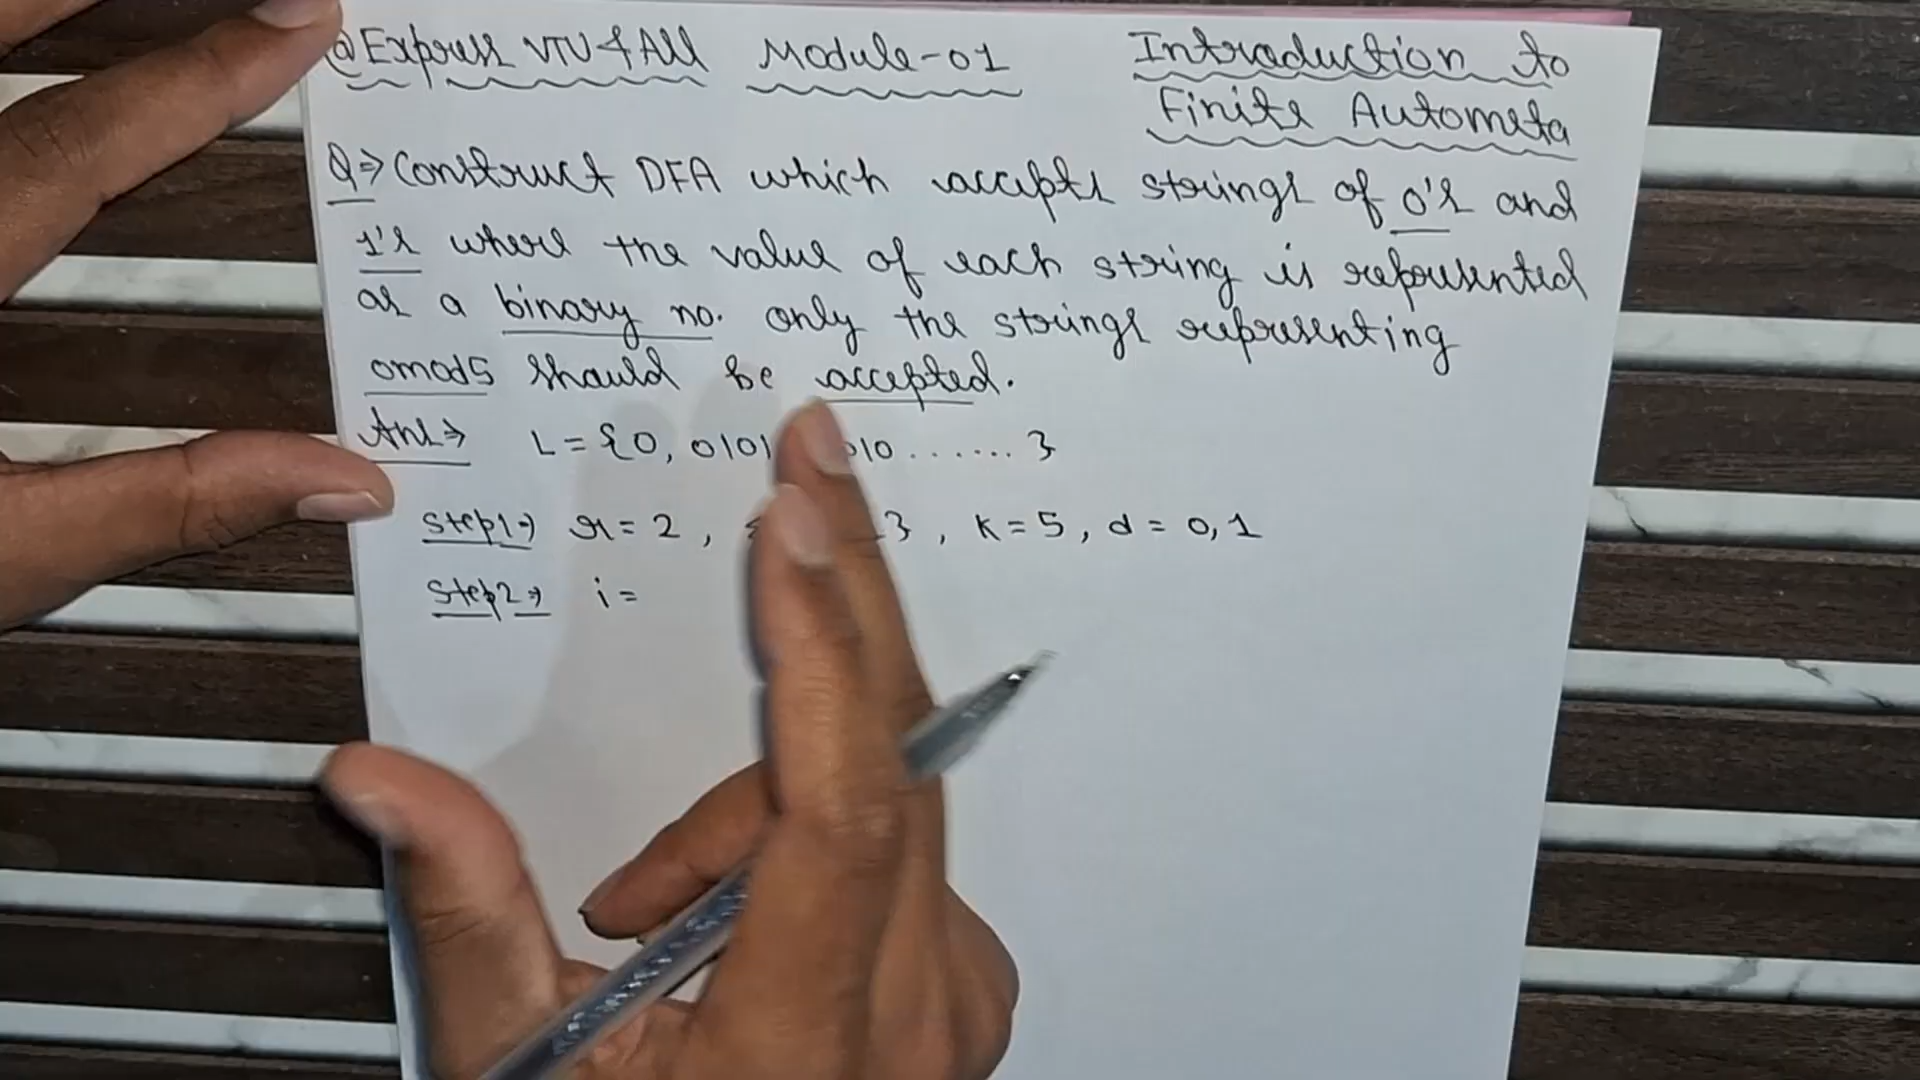 @Express VTU 4 All Module-01 Introduction to
Finite Autometa
Q⇒ Construct DFA which accepts strings of 0's and
1's where the value of each string is represented
as a binary no. only the strings representing
0mod5 should be accepted.
Ans⇒ L = {0, 0101 010 ...... }
Step1⇒ r = 2 , } , K = 5 , d = 0, 1
Step2⇒ i =